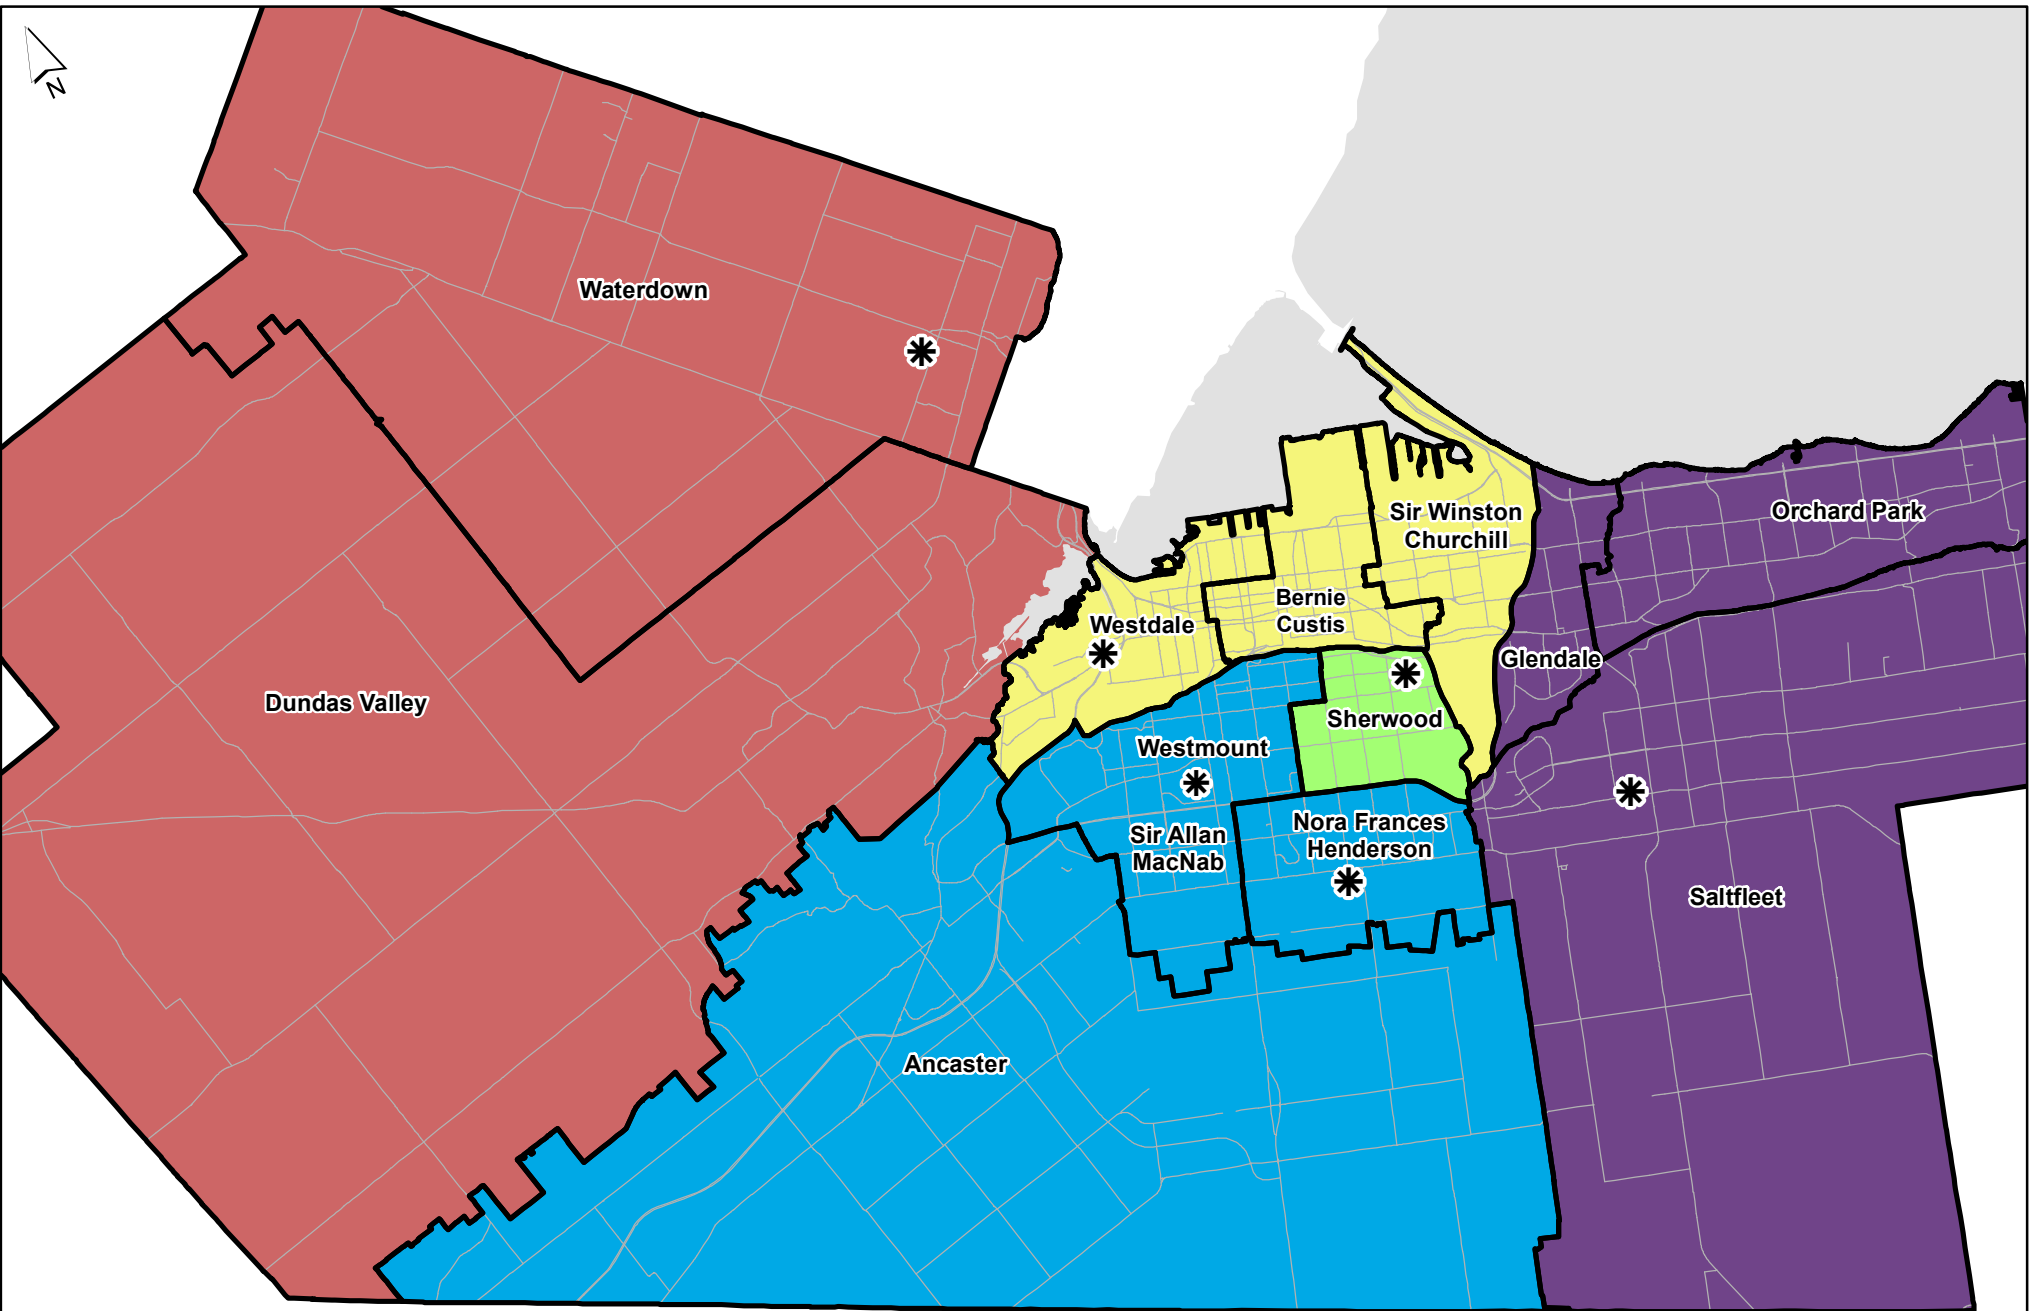 N
Waterdown
Sir Winston
Churchill
Orchard Park
Bernie
Custis
Westdale
Glendale
Dundas Valley
Sherwood
Westmount
Nora Frances
Henderson
Sir Allan
MacNab
Saltfleet
Ancaster